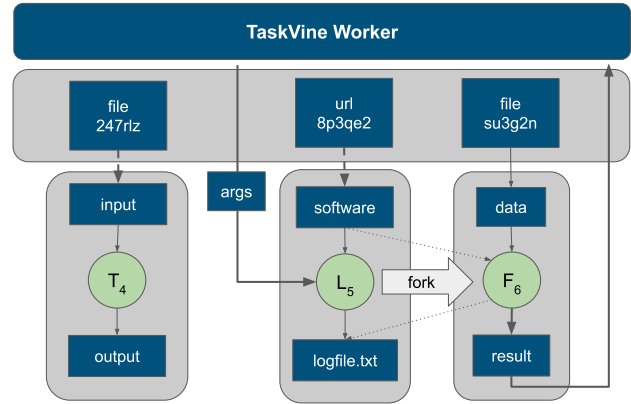 TaskVine Worker
file
247rlz
url
8p3qe2
file
su3g2n
args
input
software
data
T4
L5
fork
F6
output
logfile.txt
result